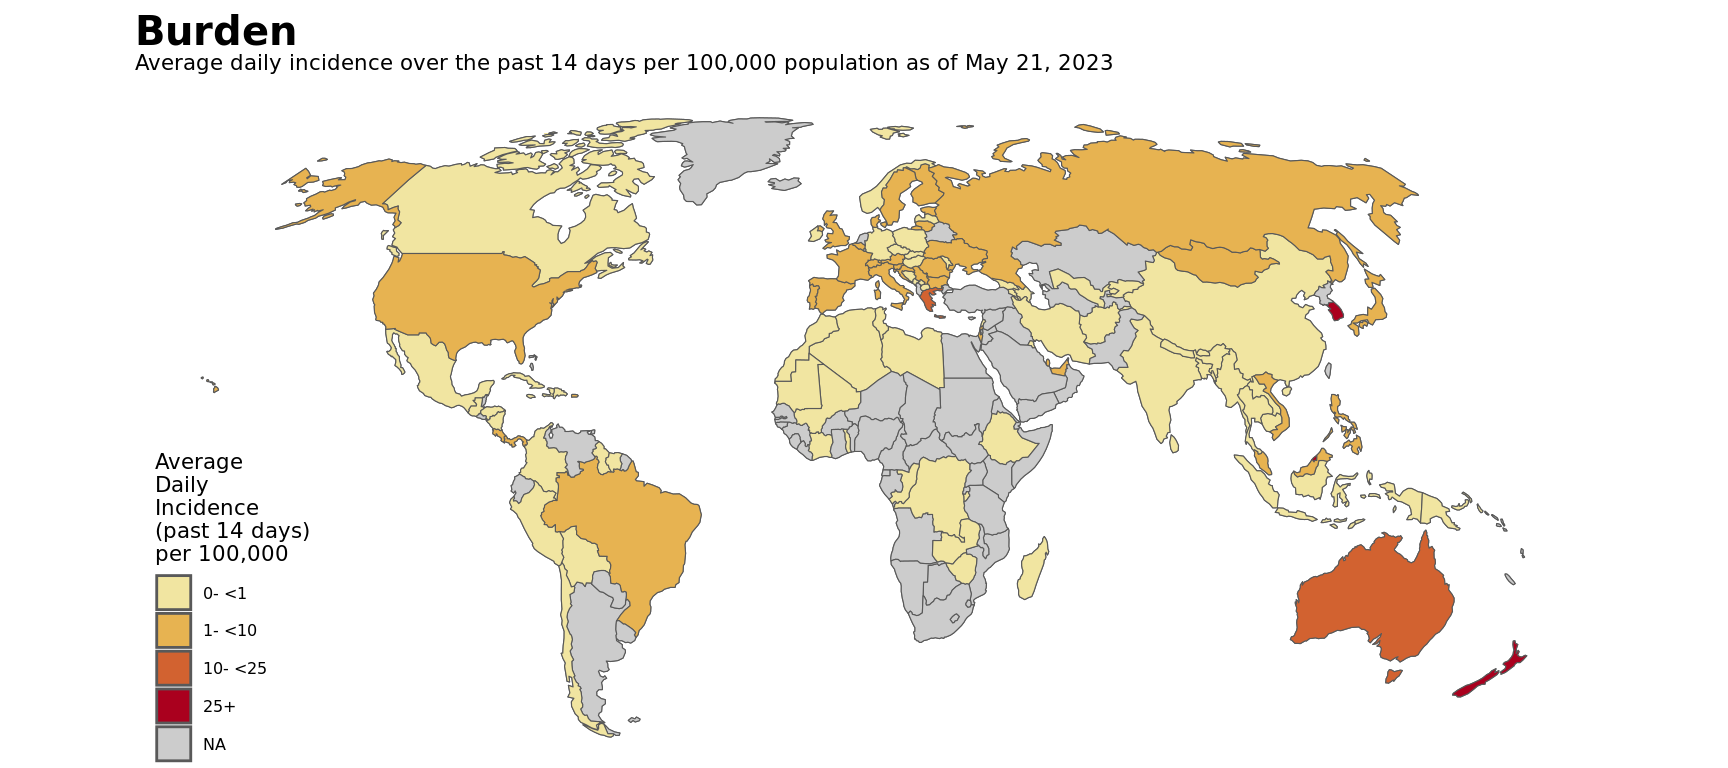 Burden
Average daily incidence over the past 14 days per 100,000 population as of May 21, 2023
Average
Daily
Incidence
(past 14 days)
per 100,000
0- <1
1- <10
10- <25
25+
NA